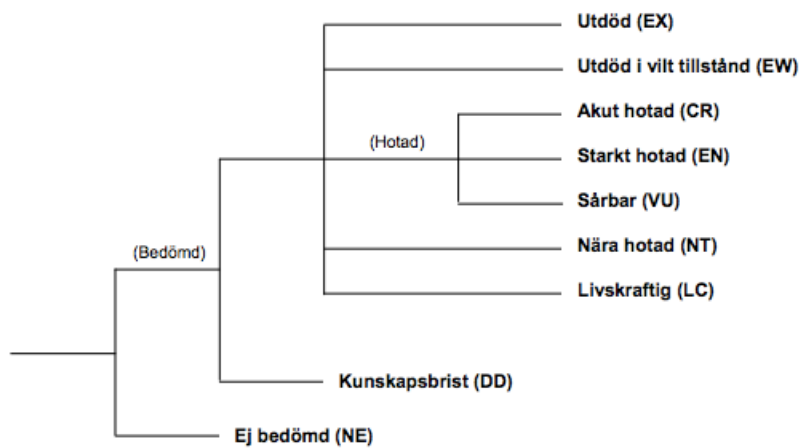 Utdöd (EX)
Utdöd i vilt tillstånd (EW)
Akut hotad (CR)
(Hotad)
Starkt hotad (EN)
Sårbar (VU)
Nära hotad (NT)
(Bedömd)
Livskraftig (LC)
Kunskapsbrist (DD)
Ej bedömd (NE)